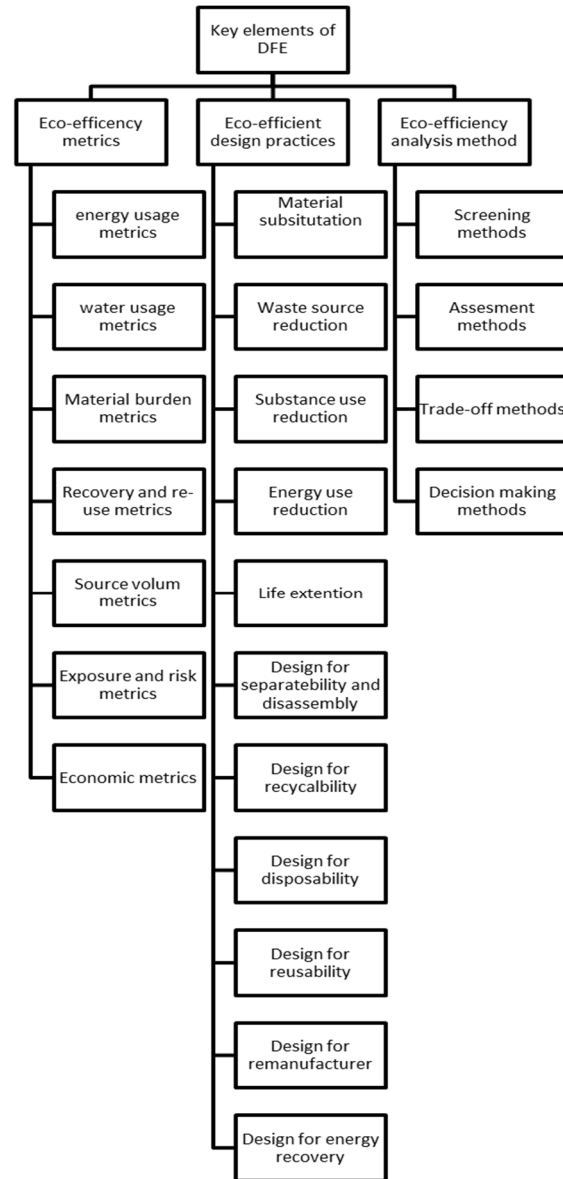 Key elements of
DFE
Eco-efficency
metrics
energy usage
metrics
water usage
metrics
Material burden
metrics
Recovery and re-
use metrics
Source volum
metrics
Exposure and risk
metrics
Economic metrics
Eco-efficient
design practices
Material
subsitutation
Waste source
reduction
Substance use
reduction
Energy use
reduction
Life extention
Design for
separatebility and
disassembly
Design for
recycalbility
Design for
disposability
Design for
reusability
Design for
remanufacturer
Design for energy
recovery
Eco-efficiency
analysis method
Screening
methods
Assesment
methods
Trade-off methods
Decision making
methods